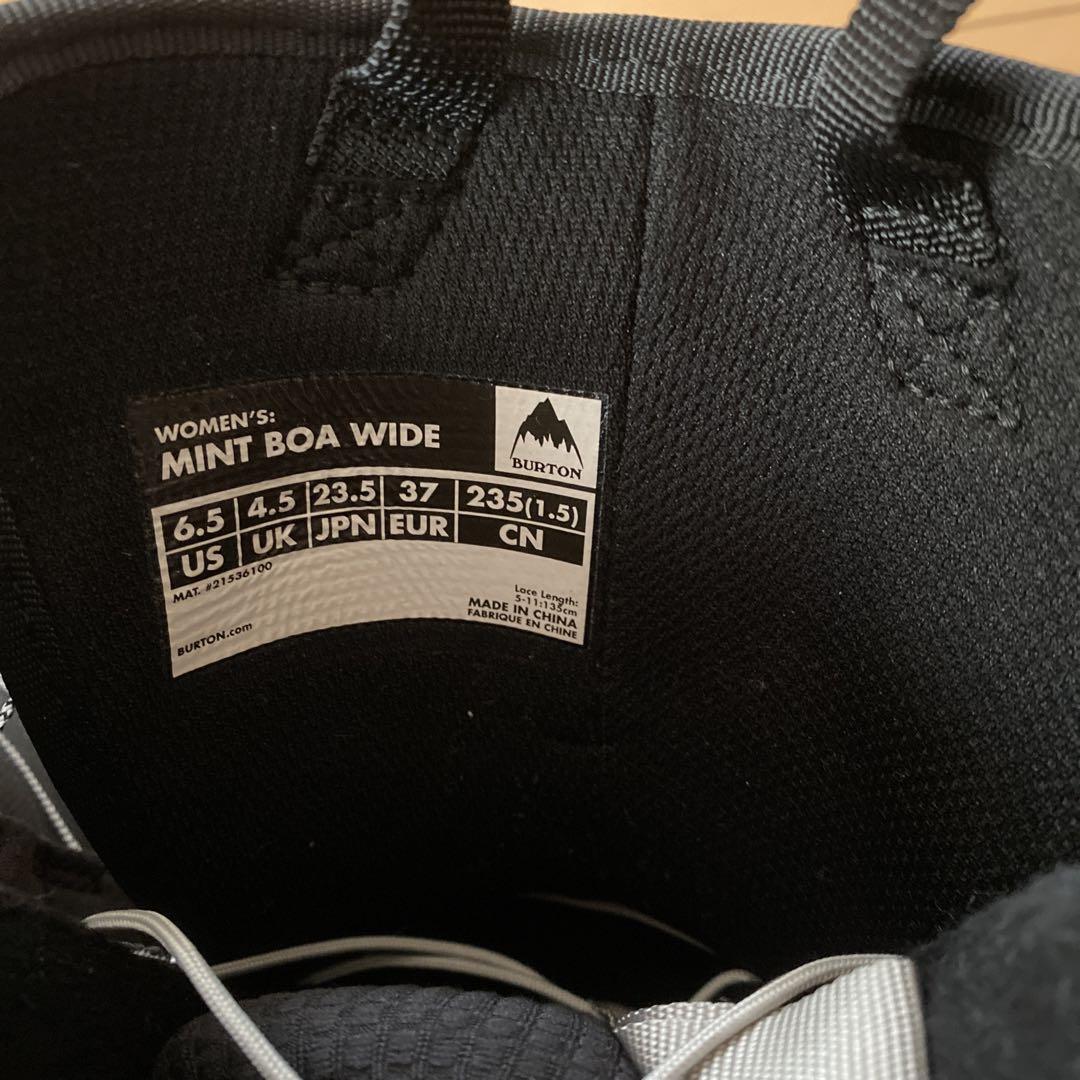 WOMEN'S:
MINT BOA WIDE
BURTON
6.5 4.5 23.5 37 235(1.5)
US UK JPN EUR CN
MAT. #21536100
Lace Length:
5-11:135cm
MADE IN CHINA
FABRIQUE EN CHINE
BURTON.com